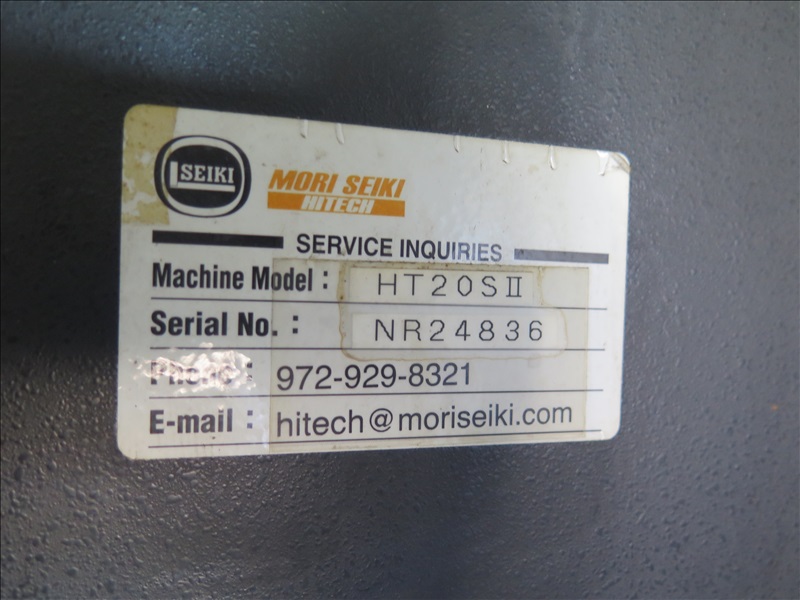 SEIKI
MORI SEIKI
HITECH
SERVICE INQUIRIES
Machine Model : HT20SⅡ
Serial No. : NR24836
Phone : 972-929-8321
E-mail : hitech@moriseiki.com